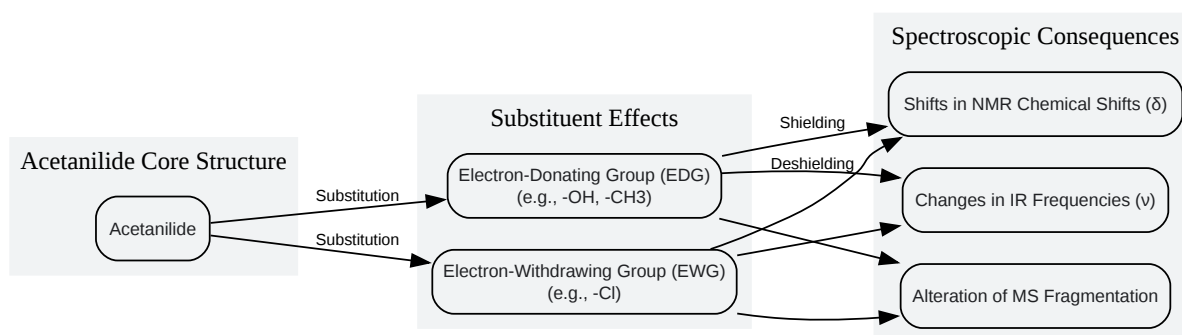 Acetanilide Core Structure
Acetanilide
Substitution
Substitution
Substituent Effects
Electron-Donating Group (EDG)
(e.g., -OH, -CH3)
Electron-Withdrawing Group (EWG)
(e.g., -Cl)
Shielding
Deshielding
Spectroscopic Consequences
Shifts in NMR Chemical Shifts (δ)
Changes in IR Frequencies (ν)
Alteration of MS Fragmentation